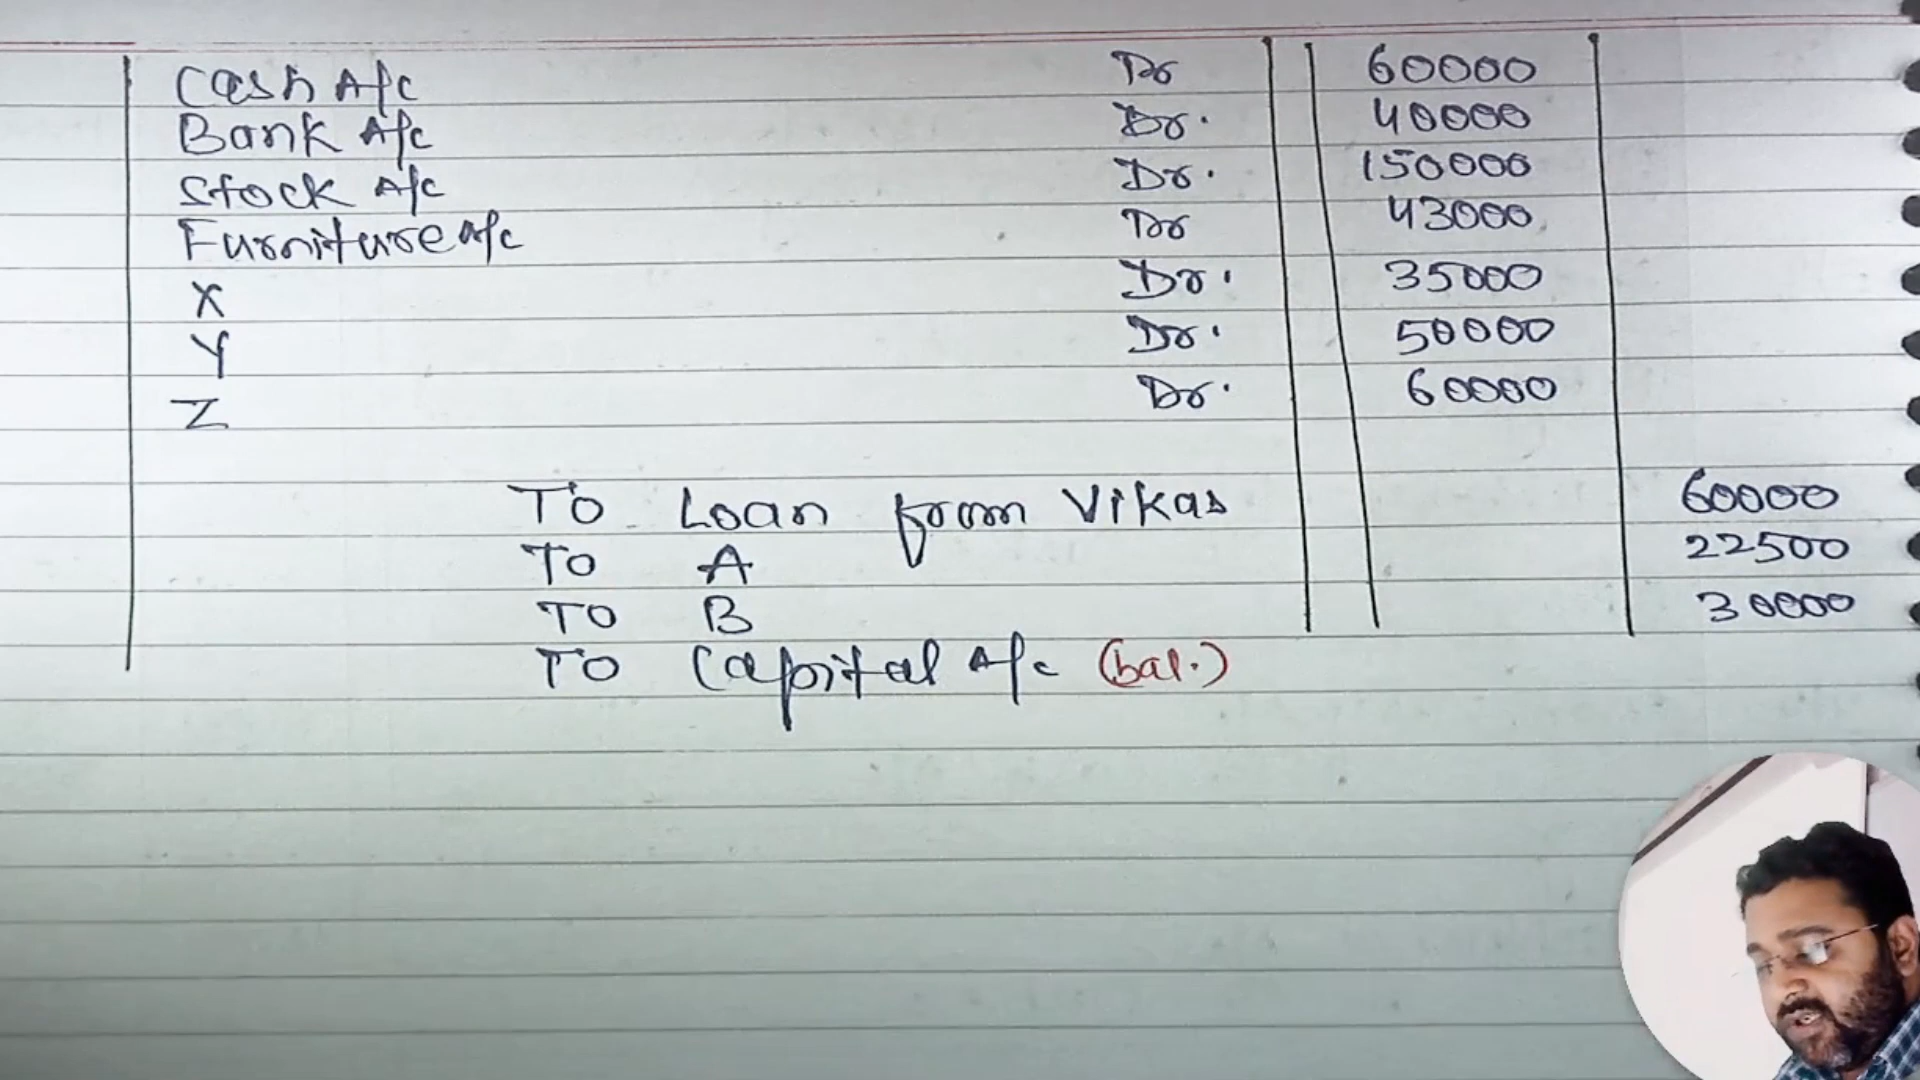 Cash A/c Dr 60000
Bank A/c Dr. 40000
Stock A/c Dr. 150000
Furniture A/c Dr 43000
X Dr. 35000
Y Dr. 50000
Z Dr. 60000
To Loan from Vikas 60000
To A 22500
To B 30000
To Capital A/c (bal.)